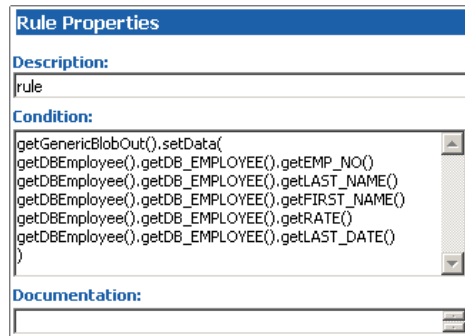 Rule Properties
Description:
rule
Condition:
getGenericBlobOut().setData(
getDBEmployee().getDB_EMPLOYEE().getEMP_NO()
getDBEmployee().getDB_EMPLOYEE().getLAST_NAME()
getDBEmployee().getDB_EMPLOYEE().getFIRST_NAME()
getDBEmployee().getDB_EMPLOYEE().getRATE()
getDBEmployee().getDB_EMPLOYEE().getLAST_DATE()
)
Documentation: